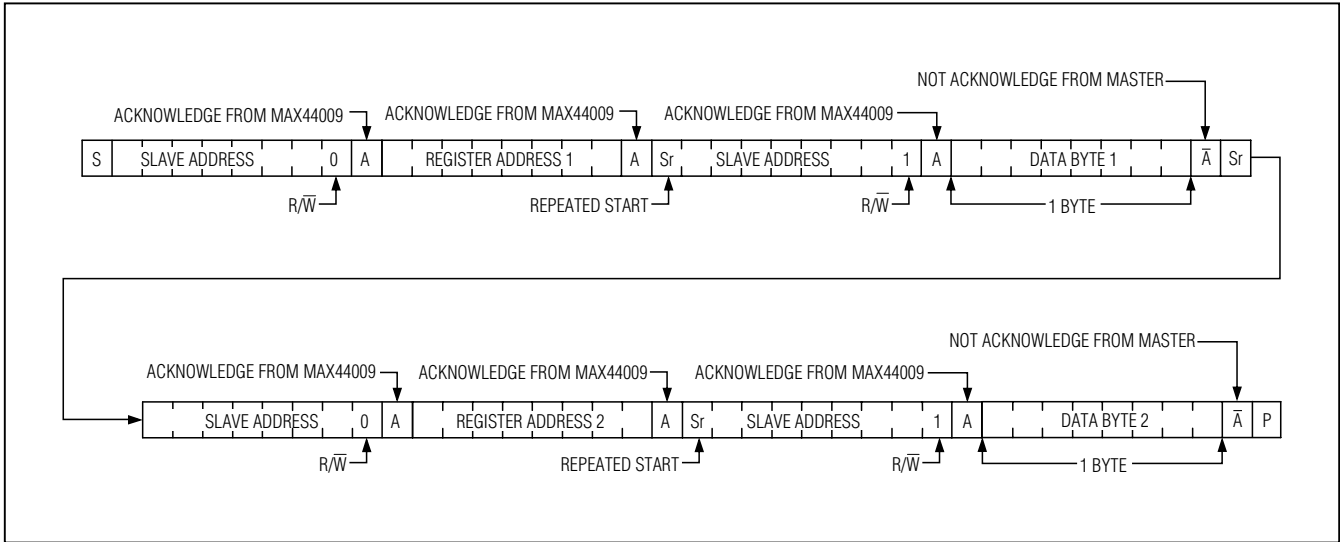 NOT ACKNOWLEDGE FROM MASTER
ACKNOWLEDGE FROM MAX44009 ACKNOWLEDGE FROM MAX44009 ACKNOWLEDGE FROM MAX44009
S SLAVE ADDRESS 0 A REGISTER ADDRESS 1 A Sr SLAVE ADDRESS 1 A DATA BYTE 1 A̅ Sr
R/W̅ REPEATED START R/W̅ 1 BYTE
NOT ACKNOWLEDGE FROM MASTER
ACKNOWLEDGE FROM MAX44009 ACKNOWLEDGE FROM MAX44009 ACKNOWLEDGE FROM MAX44009
SLAVE ADDRESS 0 A REGISTER ADDRESS 2 A Sr SLAVE ADDRESS 1 A DATA BYTE 2 A̅ P
R/W̅ REPEATED START R/W̅ 1 BYTE